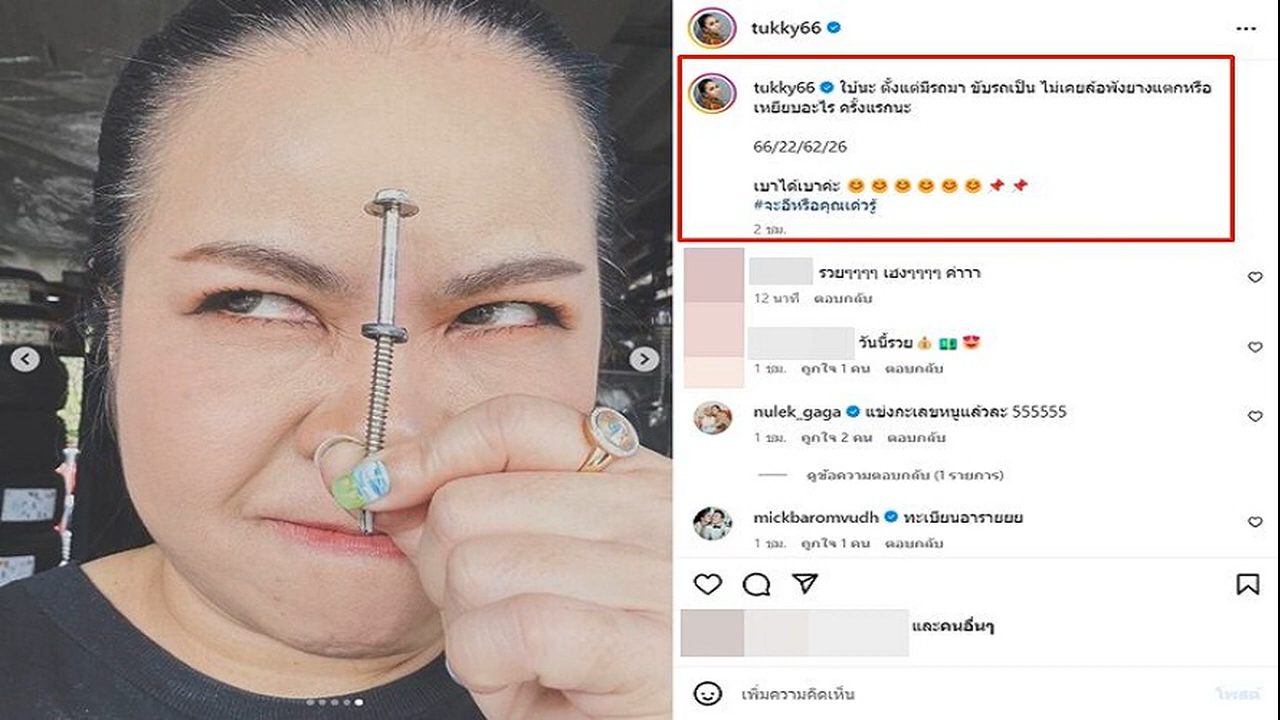 tukky66
tukky66 ใบ้นะ ตั้งแต่มีรถมา ขับรถเป็น ไม่เคยล้อพังยางแตกหรือ
เหยียบอะไร ครั้งแรกนะ
66/22/62/26
เบาได้เบาค่ะ 😊😊😊😊😊😊📌📌
#จะอีหรือคุณเด่วรู้
2 ชม.
รวยๆๆๆๆ เฮงๆๆๆๆ ค่าาา
12 นาที ตอบกลับ
วันนี้รวย💰💵😍
1 ชม. ถูกใจ 1 คน ตอบกลับ
nulek_gaga แข่งกะเลขหนูแล้วละ 555555
1 ชม. ถูกใจ 2 คน ตอบกลับ
ดูข้อความตอบกลับ (1 รายการ)
mickbaromvudh ทะเบียนอารายยย
1 ชม. ถูกใจ 1 คน ตอบกลับ
และคนอื่นๆ
เพิ่มความคิดเห็น
โพสต์